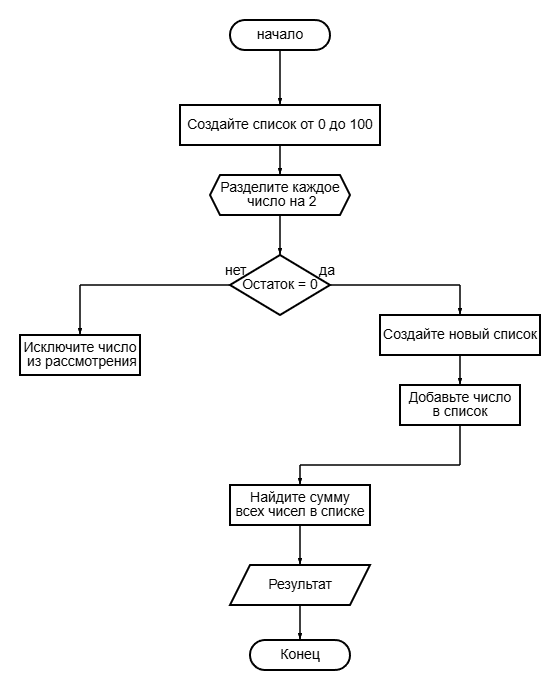 начало
Создайте список от 0 до 100
Разделите каждое
число на 2
нет
да
Остаток = 0
Создайте новый список
Исключите число
из рассмотрения
Добавьте число
в список
Найдите сумму
всех чисел в списке
Результат
Конец